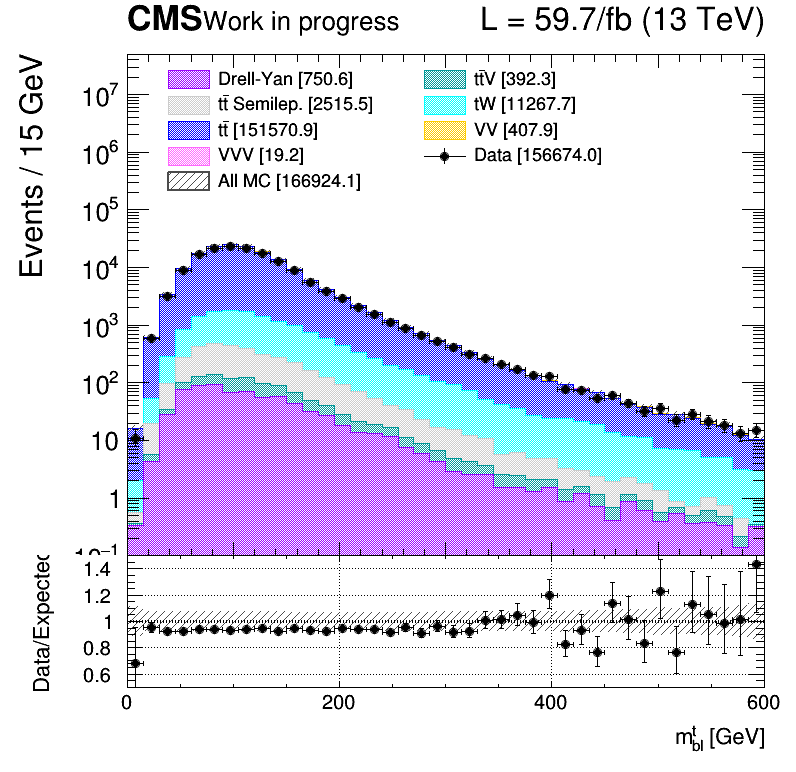 CMS Work in progress L = 59.7/fb (13 TeV)
Events / 15 GeV
Drell-Yan [750.6]
tt̄V [392.3]
tt̄ Semilep. [2515.5]
tW [11267.7]
tt̄ [151570.9]
VV [407.9]
VVV [19.2]
Data [156674.0]
All MC [166924.1]
10⁷
10⁶
10⁵
10⁴
10³
10²
10
1
10⁻¹
Data/Expected
1.4
1.2
1
0.8
0.6
0 200 400 600
mᵗbl [GeV]